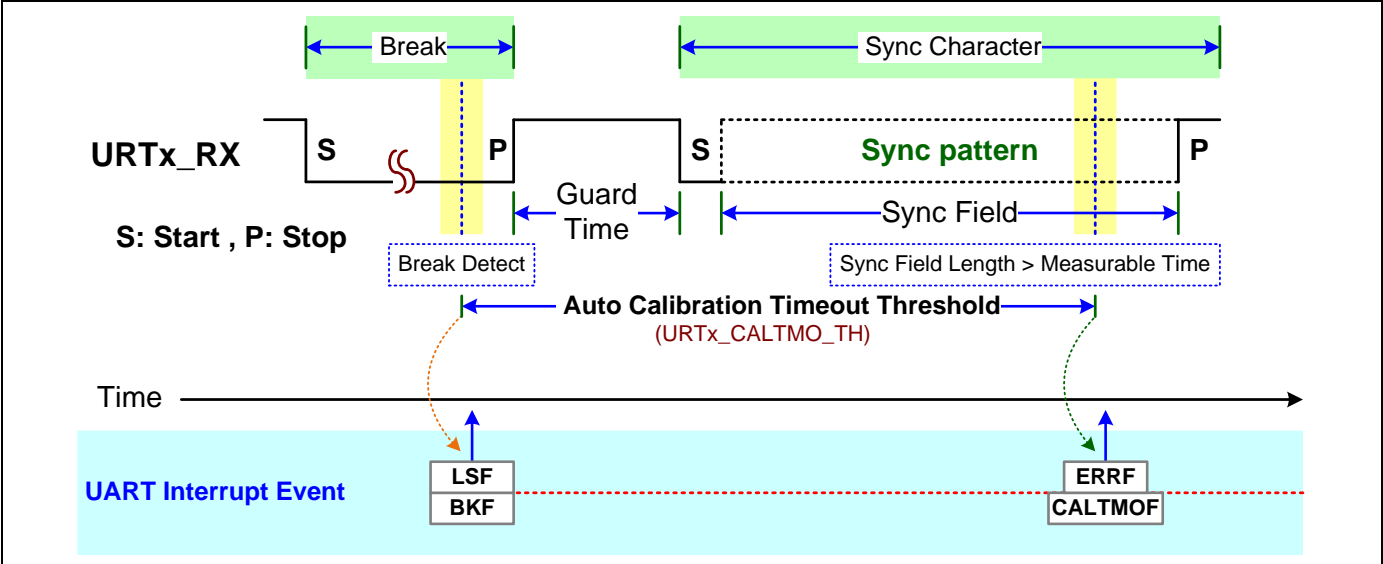 Break
Sync Character
URTx_RX
S
P
S
Sync pattern
P
Guard
Time
Sync Field
S: Start , P: Stop
Break Detect
Sync Field Length > Measurable Time
Auto Calibration Timeout Threshold
(URTx_CALTMO_TH)
Time
UART Interrupt Event
LSF
BKF
ERRF
CALTMOF